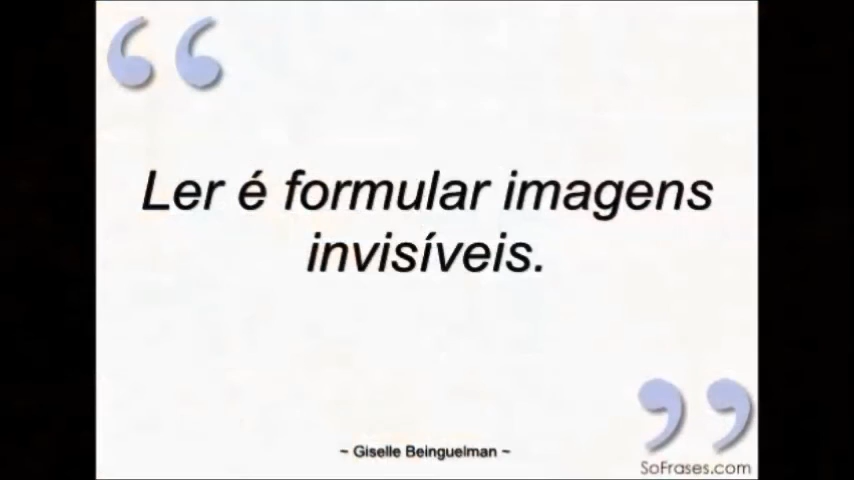 Ler é formular imagens
invisíveis.
~ Giselle Beinguelman ~
SoFrases.com